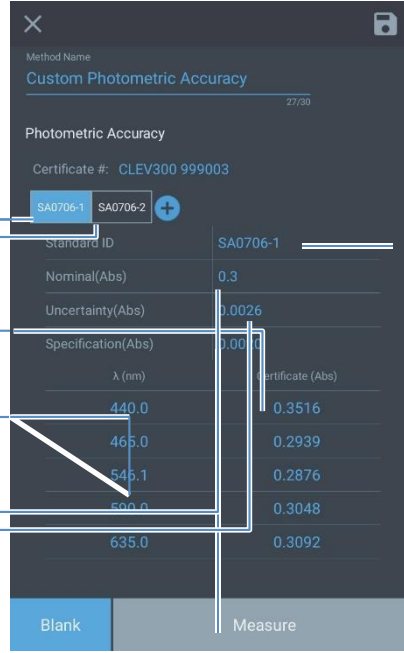 Method Name
Custom Photometric Accuracy
27/30
Photometric Accuracy
Certificate #: CLEV300 999003
SA0706-1 SA0706-2
Standard ID SA0706-1
Nominal(Abs) 0.3
Uncertainty(Abs) 0.0026
Specification(Abs)
λ (nm) Certificate (Abs)
440.0 0.3516
465.0 0.2939
546.1 0.2876
590.0 0.3048
635.0 0.3092
Blank Measure